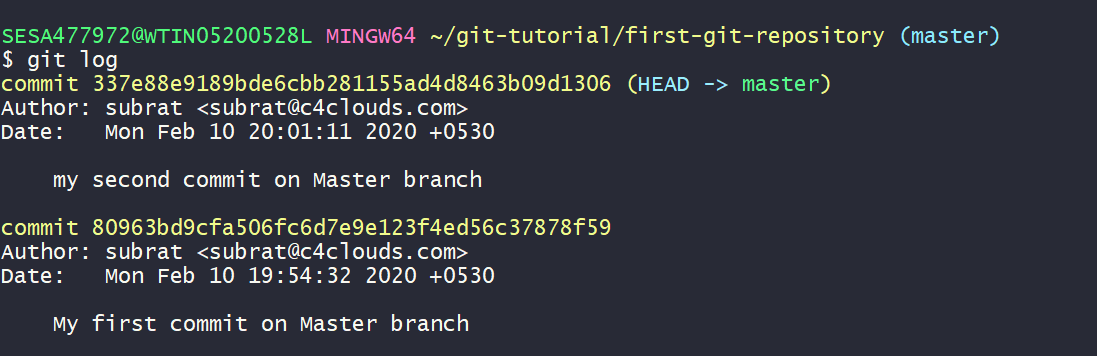 SESA477972@WTIN05200528L MINGW64 ~/git-tutorial/first-git-repository (master)
$ git log
commit 337e88e9189bde6cbb281155ad4d8463b09d1306 (HEAD -> master)
Author: subrat <subrat@c4clouds.com>
Date:   Mon Feb 10 20:01:11 2020 +0530
    my second commit on Master branch
commit 80963bd9cfa506fc6d7e9e123f4ed56c37878f59
Author: subrat <subrat@c4clouds.com>
Date:   Mon Feb 10 19:54:32 2020 +0530
    My first commit on Master branch